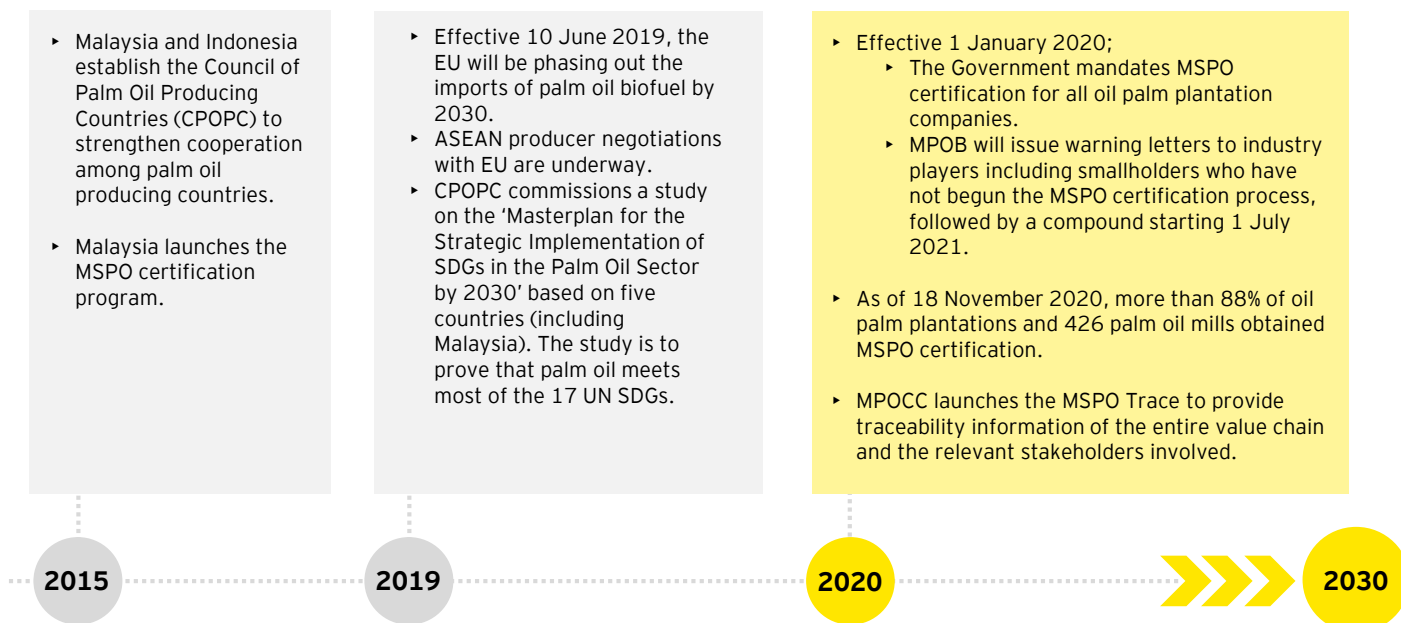 ▸ Malaysia and Indonesia
establish the Council of
Palm Oil Producing
Countries (CPOPC) to
strengthen cooperation
among palm oil
producing countries.
▸ Malaysia launches the
MSPO certification
program.
▸ Effective 10 June 2019, the
EU will be phasing out the
imports of palm oil biofuel by
2030.
▸ ASEAN producer negotiations
with EU are underway.
▸ CPOPC commissions a study
on the ‘Masterplan for the
Strategic Implementation of
SDGs in the Palm Oil Sector
by 2030’ based on five
countries (including
Malaysia). The study is to
prove that palm oil meets
most of the 17 UN SDGs.
▸ Effective 1 January 2020;
▸ The Government mandates MSPO
certification for all oil palm plantation
companies.
▸ MPOB will issue warning letters to industry
players including smallholders who have
not begun the MSPO certification process,
followed by a compound starting 1 July
2021.
▸ As of 18 November 2020, more than 88% of oil
palm plantations and 426 palm oil mills obtained
MSPO certification.
▸ MPOCC launches the MSPO Trace to provide
traceability information of the entire value chain
and the relevant stakeholders involved.
2015
2019
2020
2030